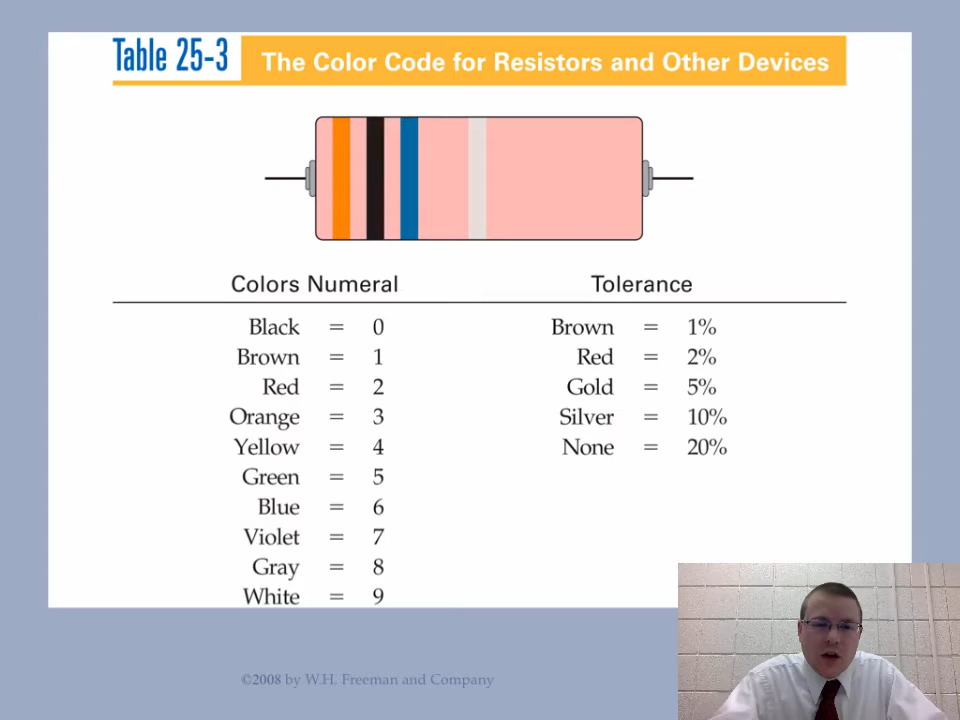 Table 25-3 The Color Code for Resistors and Other Devices
Colors Numeral Tolerance
Black = 0 Brown = 1%
Brown = 1 Red = 2%
Red = 2 Gold = 5%
Orange = 3 Silver = 10%
Yellow = 4 None = 20%
Green = 5
Blue = 6
Violet = 7
Gray = 8
White = 9
©2008 by W.H. Freeman and Company